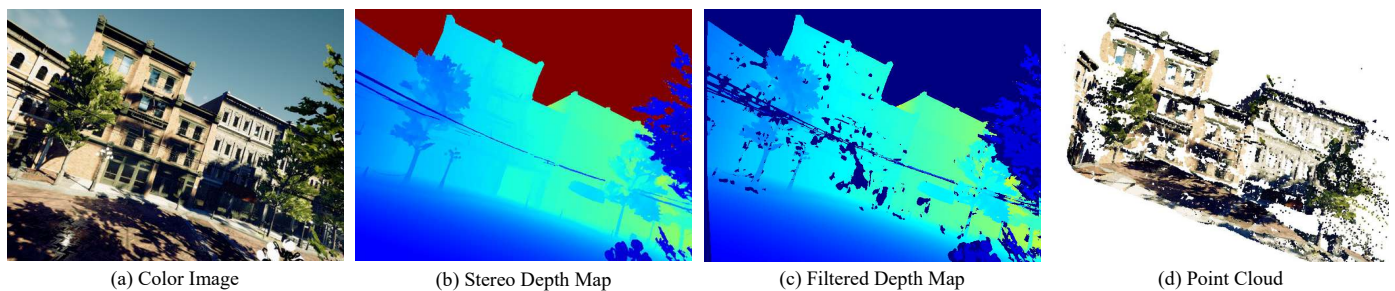 (a) Color Image
(b) Stereo Depth Map
(c) Filtered Depth Map
(d) Point Cloud